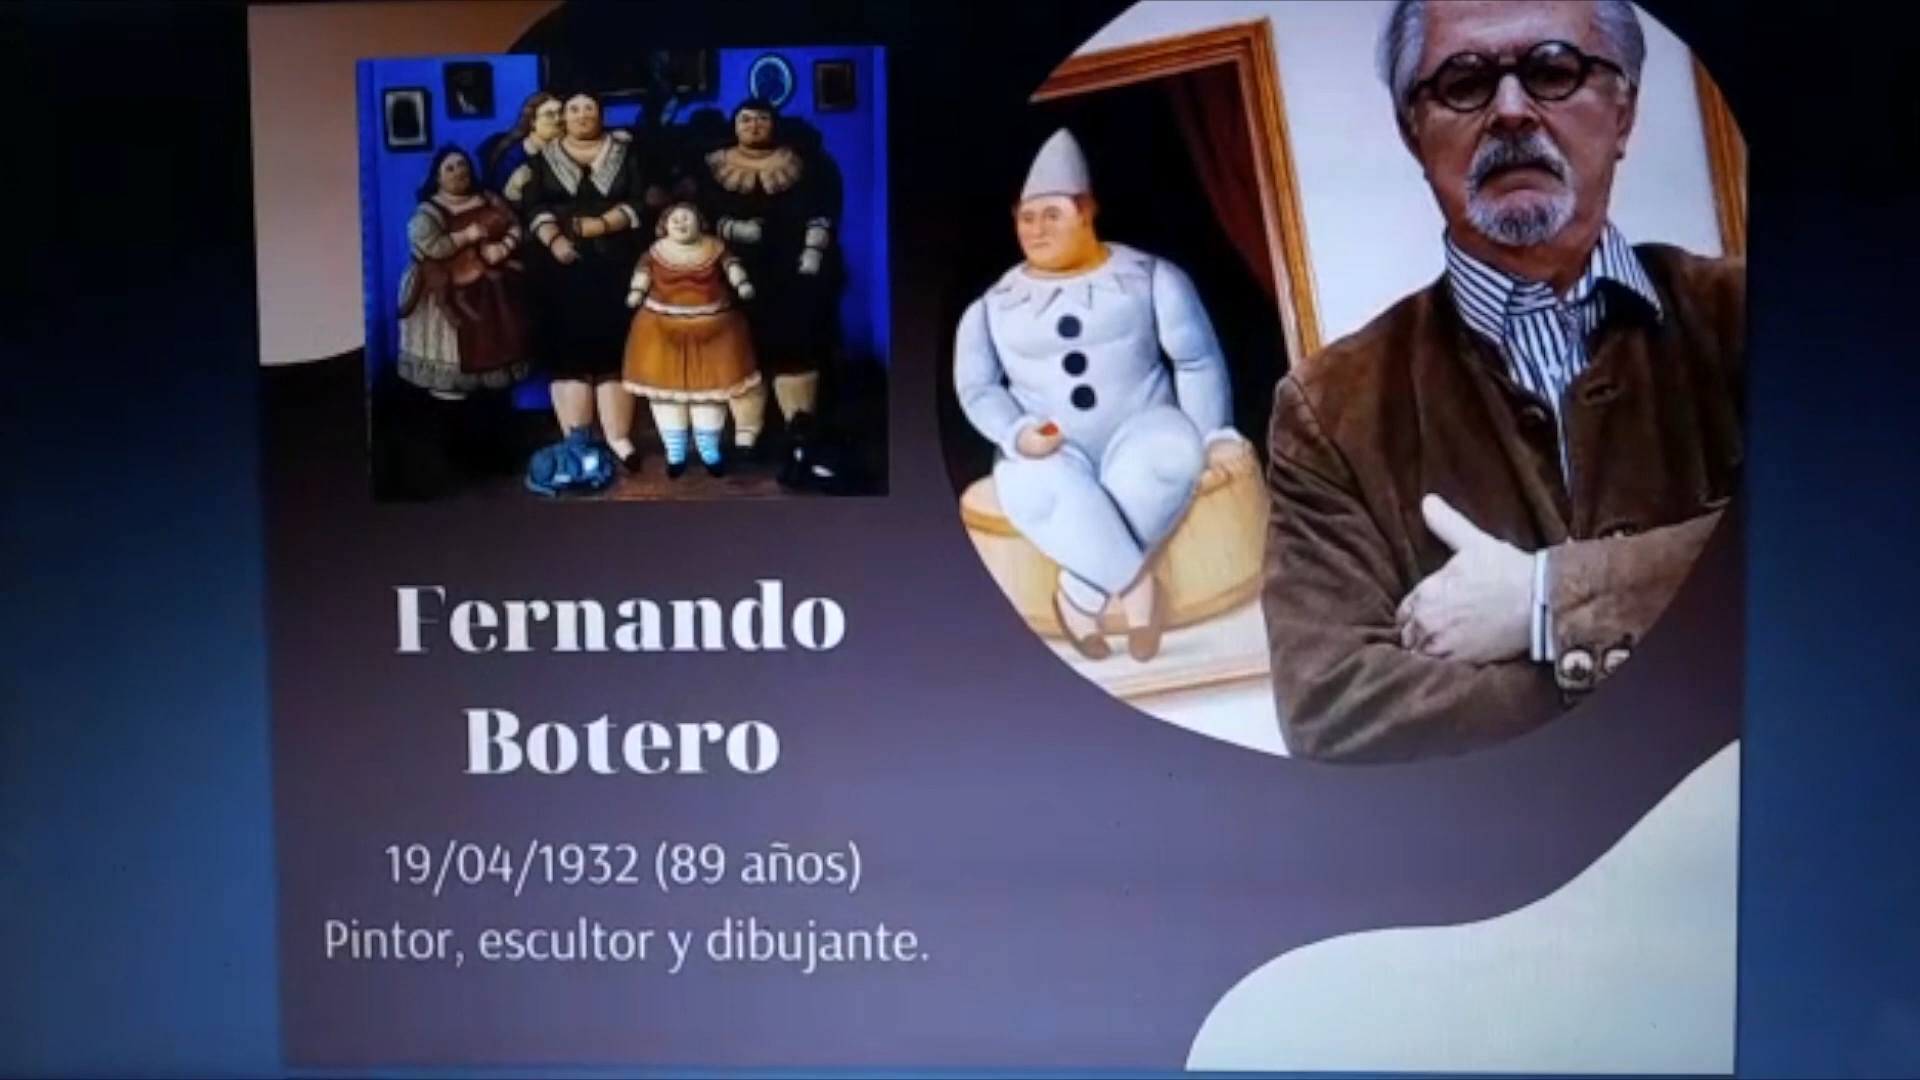 Fernando
Botero
19/04/1932 (89 años)
Pintor, escultor y dibujante.